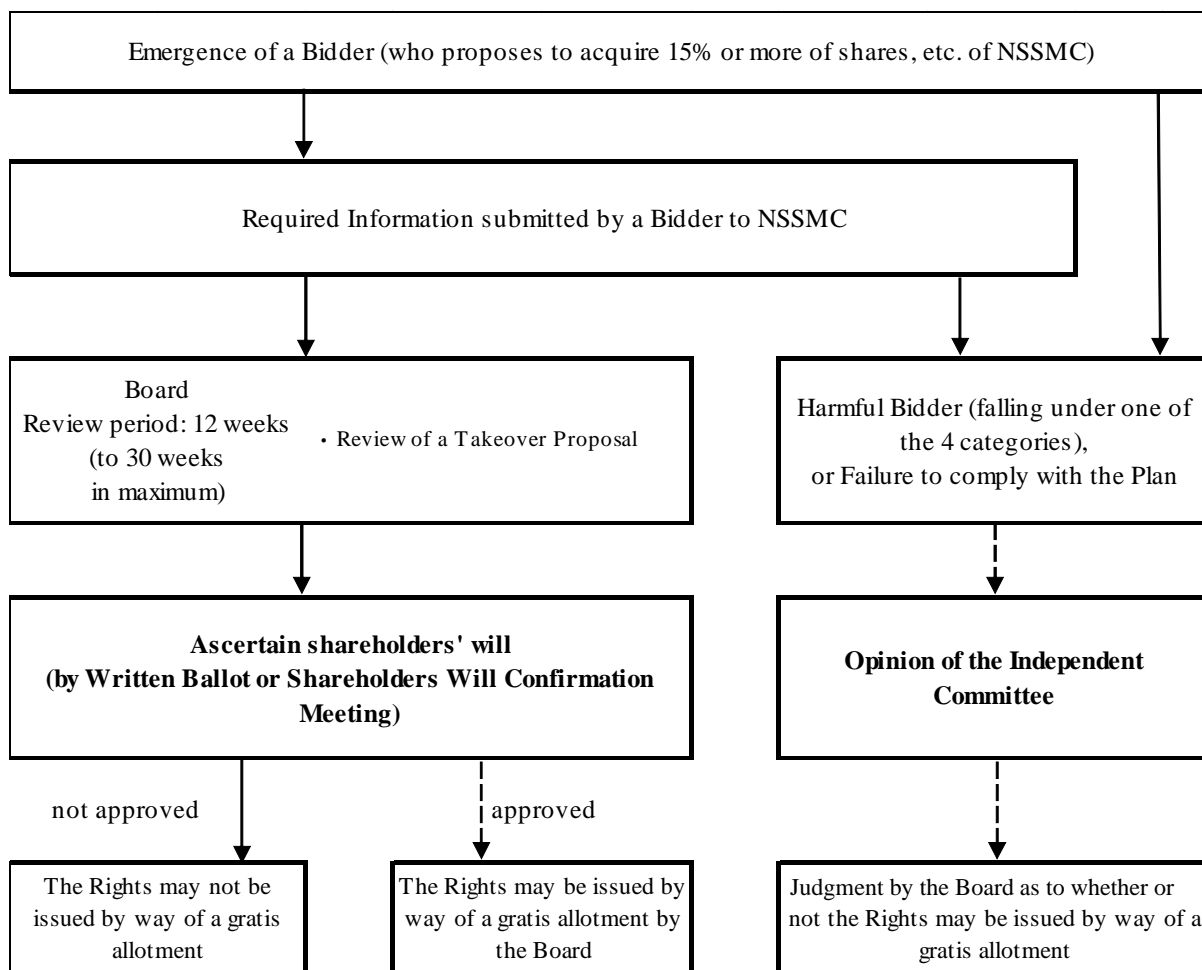 Emergence of a Bidder (who proposes to acquire 15% or more of shares, etc. of NSSMC)
Required Information submitted by a Bidder to NSSMC
Board
Review period: 12 weeks
(to 30 weeks
in maximum)
・Review of a Takeover Proposal
Harmful Bidder (falling under one of
the 4 categories),
or Failure to comply with the Plan
Ascertain shareholders' will
(by Written Ballot or Shareholders Will Confirmation
Meeting)
Opinion of the Independent
Committee
not approved
approved
The Rights may not be
issued by way of a gratis
allotment
The Rights may be issued by
way of a gratis allotment by
the Board
Judgment by the Board as to whether or
not the Rights may be issued by way of a
gratis allotment